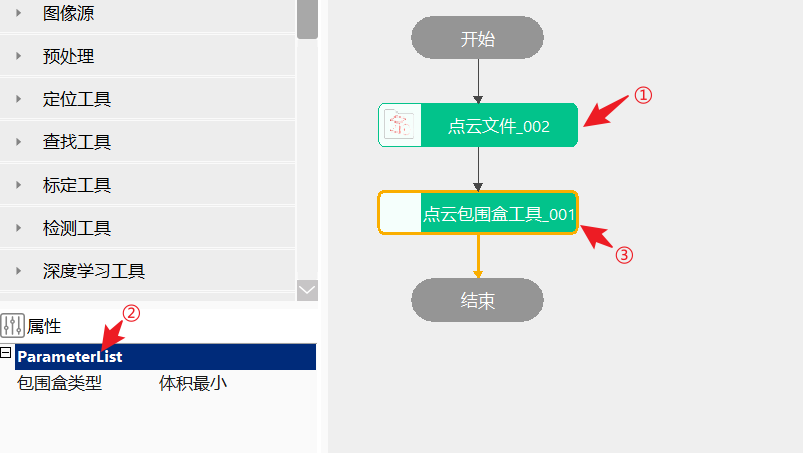 图像源
预处理
定位工具
查找工具
标定工具
检测工具
深度学习工具
②
属性
ParameterList
包围盒类型 体积最小
开始
①
点云文件_002
点云包围盒工具_001
③
结束